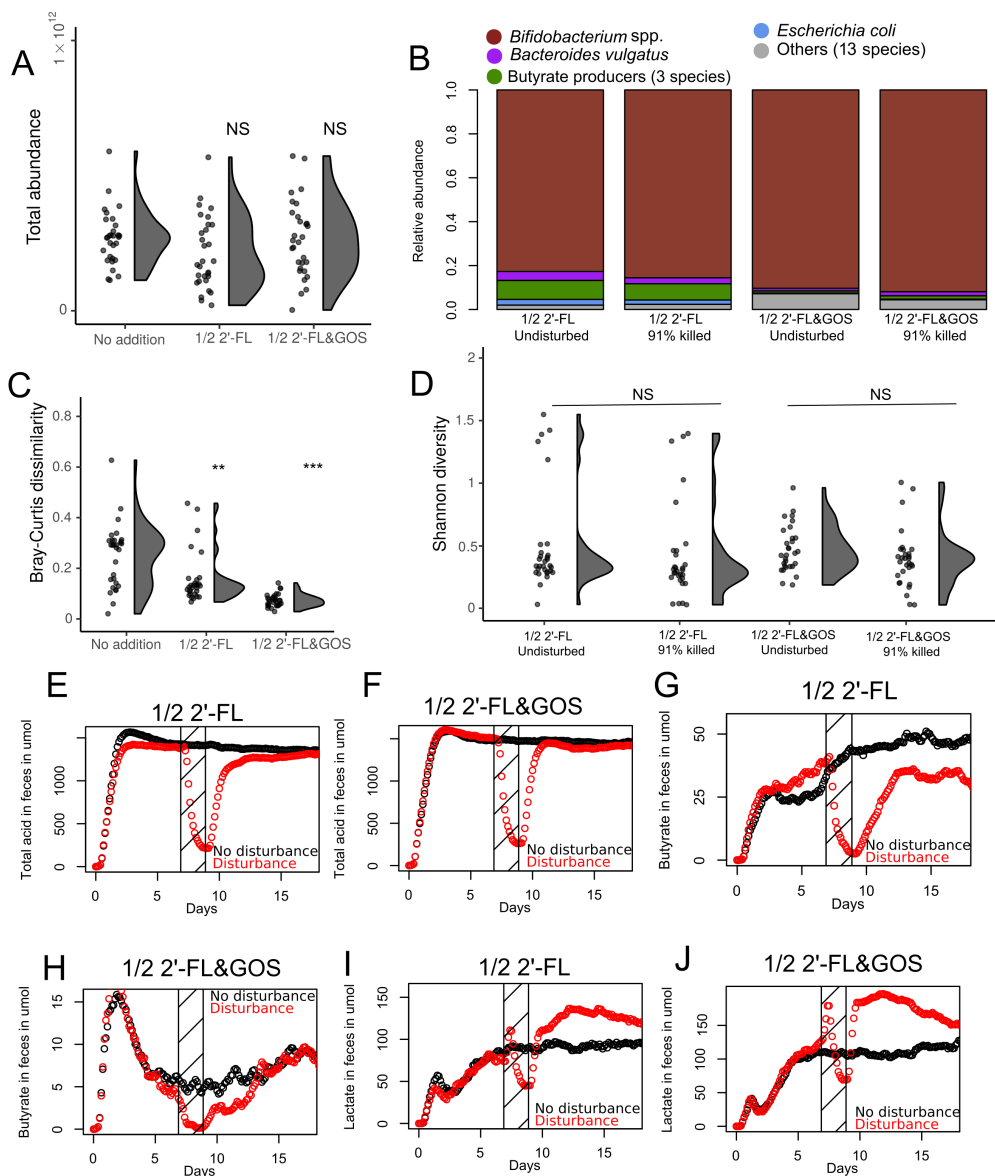 A
1 × 10^12
Total abundance
0
NS
NS
No addition
1/2 2'-FL
1/2 2'-FL&GOS
Bifidobacterium spp.
Bacteroides vulgatus
Butyrate producers (3 species)
Escherichia coli
Others (13 species)
B
Relative abundance
1.0
0.8
0.6
0.4
0.2
0.0
1/2 2'-FL
Undisturbed
1/2 2'-FL
91% killed
1/2 2'-FL&GOS
Undisturbed
1/2 2'-FL&GOS
91% killed
C
Bray-Curtis dissimilarity
0.8
0.6
0.4
0.2
0
**
***
No addition
1/2 2'-FL
1/2 2'-FL&GOS
D
Shannon diversity
2
1.5
1
0.5
0
NS
NS
1/2 2'-FL
Undisturbed
1/2 2'-FL
91% killed
1/2 2'-FL&GOS
Undisturbed
1/2 2'-FL&GOS
91% killed
E
1/2 2'-FL
Total acid in feces in umol
1000
500
0
No disturbance
Disturbance
0 5 10 15
Days
F
1/2 2'-FL&GOS
Total acid in feces in umol
1000
500
0
No disturbance
Disturbance
0 5 10 15
Days
G
1/2 2'-FL
Butyrate in feces in umol
50
25
0
No disturbance
Disturbance
0 5 10 15
Days
H
1/2 2'-FL&GOS
Butyrate in feces in umol
15
10
5
0
No disturbance
Disturbance
0 5 10 15
Days
I
1/2 2'-FL
Lactate in feces in umol
150
100
50
0
No disturbance
Disturbance
0 5 10 15
Days
J
1/2 2'-FL&GOS
Lactate in feces in umol
150
100
50
0
No disturbance
Disturbance
0 5 10 15
Days